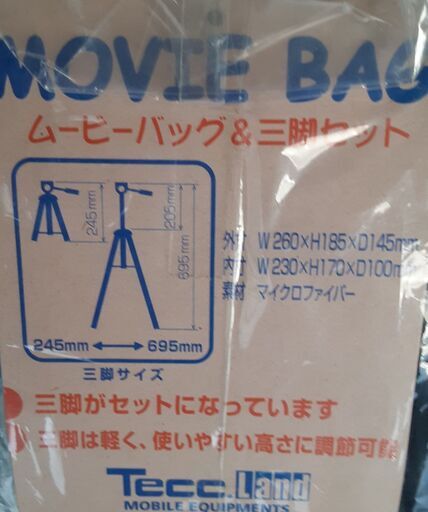 MOVIE BAG
ムービーバッグ&三脚セット
245mm
205mm
695mm
外寸 W260×H185×D145mm
内寸 W230×H170×D100mm
素材 マイクロファイバー
245mm 695mm
三脚サイズ
三脚がセットになっています
三脚は軽く、使いやすい高さに調節可能
Tecc.Land
MOBILE EQUIPMENTS